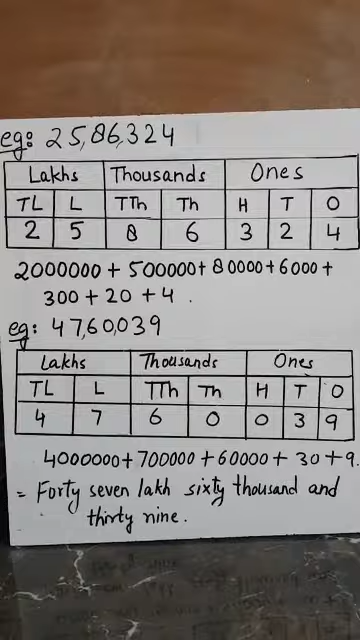 eg: 25,86,324
Lakhs Thousands Ones
TL L TTh Th H T O
2 5 8 6 3 2 4
2000000 + 500000 + 80000 + 6000 +
300 + 20 + 4 .
eg: 47,60,039
Lakhs Thousands Ones
TL L TTh Th H T O
4 7 6 0 0 3 9
4000000 + 700000 + 60000 + 30 + 9.
= Forty seven lakh sixty thousand and
thirty nine.